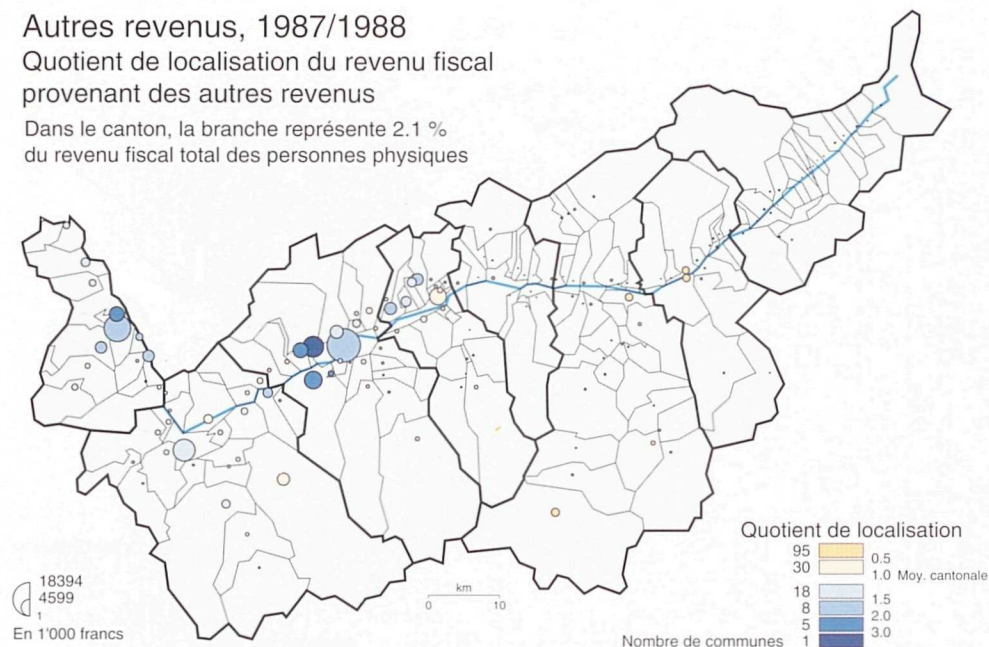 Autres revenus, 1987/1988
Quotient de localisation du revenu fiscal
provenant des autres revenus
Dans le canton, la branche représente 2.1 %
du revenu fiscal total des personnes physiques
18394
4599
1
En 1'000 francs
km
0 10
Quotient de localisation
95
0.5
30
1.0 Moy. cantonale
18
1.5
8
2.0
5
3.0
Nombre de communes 1